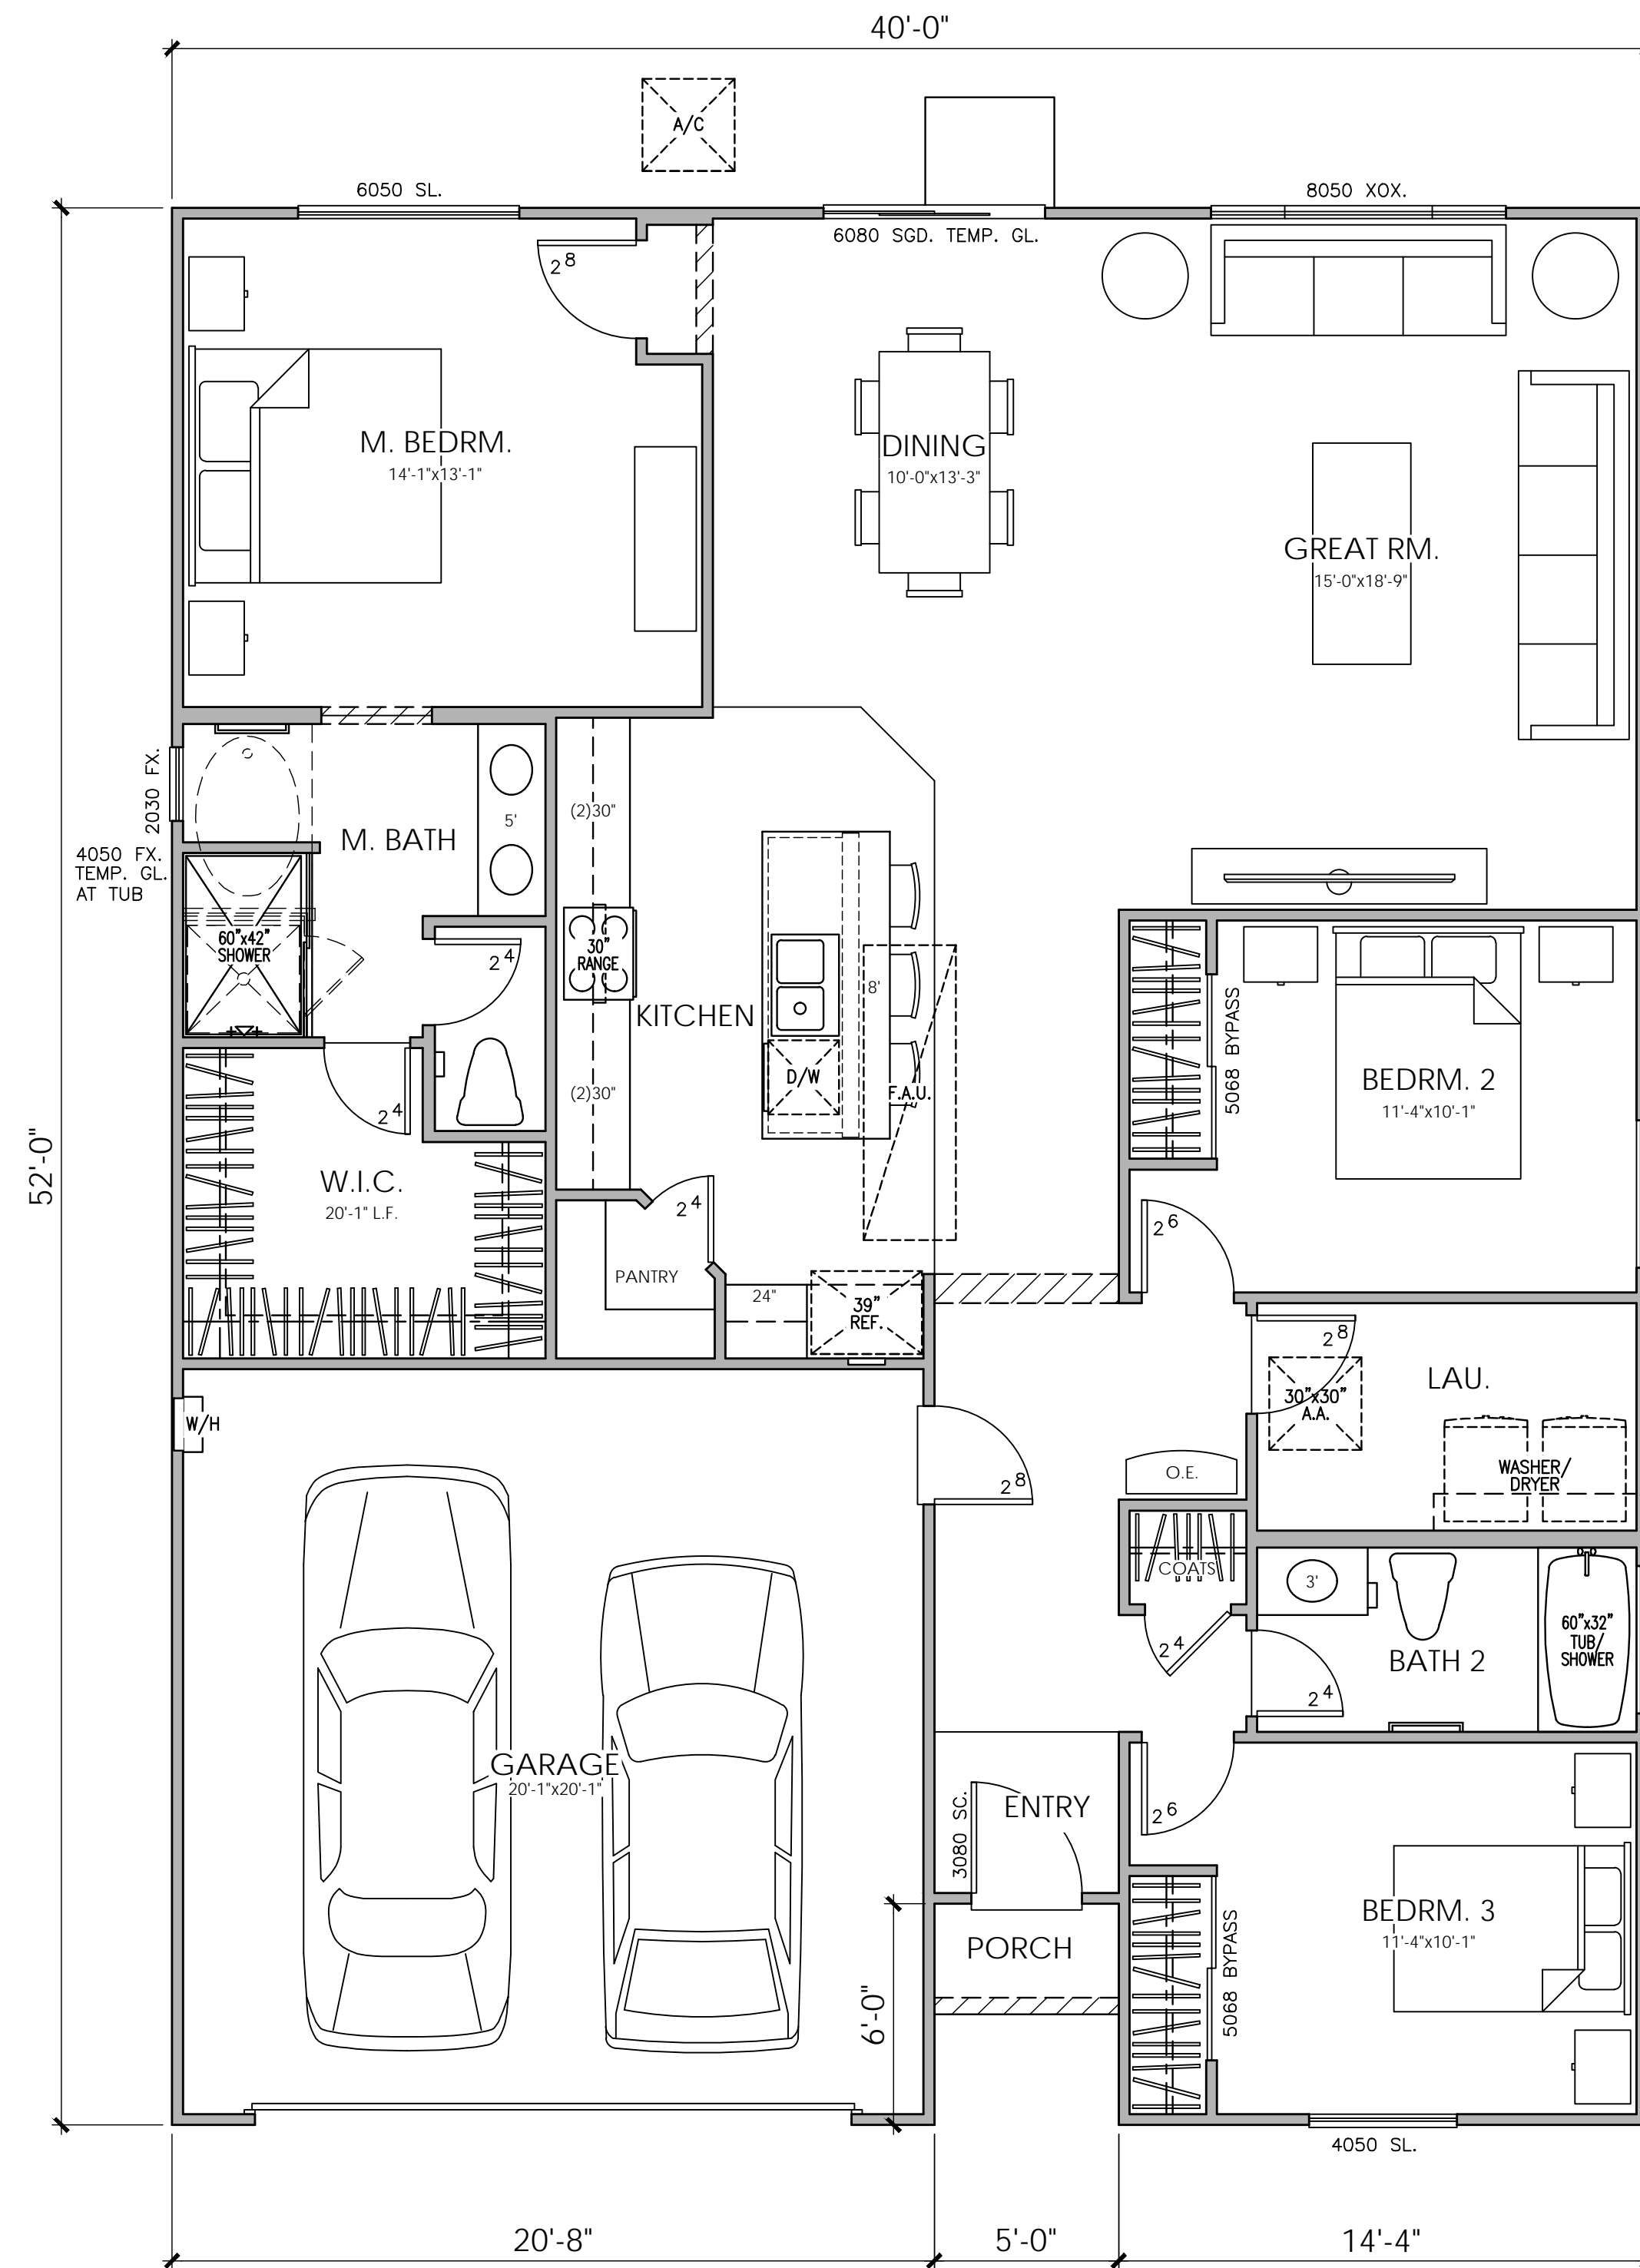 40'-0"
A/C
6050 SL.
8050 XOX.
6080 SGD. TEMP. GL.
2 8
M. BEDRM.
14'-1"x13'-1"
DINING
10'-0"x13'-3"
GREAT RM.
15'-0"x18'-9"
2030 FX.
4050 FX.
TEMP. GL.
AT TUB
M. BATH
5'
(2)30"
60"x42"
SHOWER
2 4
30"
RANGE
KITCHEN
8'
D/W
F.A.U.
(2)30"
5068 BYPASS
BEDRM. 2
11'-4"x10'-1"
2 4
52'-0"
W.I.C.
20'-1" L.F.
2 4
2 6
PANTRY
24"
39"
REF.
2 8
LAU.
30"x30"
A.A.
W/H
O.E.
WASHER/
DRYER
2 8
COATS
3'
2 4
60"x32"
TUB/
SHOWER
BATH 2
2 4
GARAGE
20'-1"x20'-1"
3080 SC.
ENTRY
2 6
BEDRM. 3
11'-4"x10'-1"
PORCH
5068 BYPASS
6'-0"
4050 SL.
20'-8"
5'-0"
14'-4"